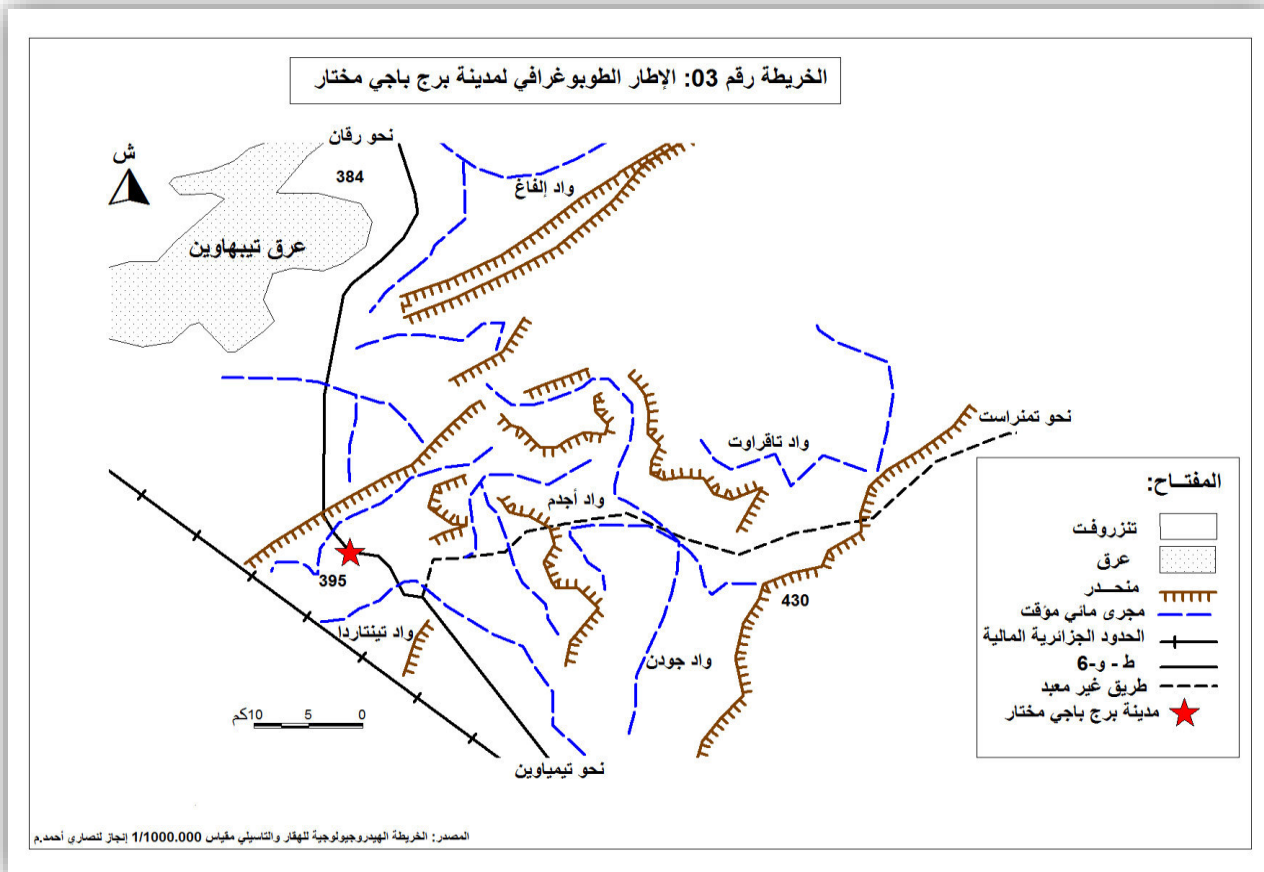 الخريطة رقم 03: الإطار الطوبوغرافي لمدينة برج باجي مختار
نحو رقان
ش
384
واد إلفاغ
عرق تيبهاوين
نحو تمنراست
واد تاقراوت
واد أجدم
395
430
واد تينتاردا
واد جودن
نحو تيمياوين
0 5 10كم
المفتــاح:
تنزروفت
عرق
منحــدر
مجرى مائي مؤقت
الحدود الجزائرية المالية
ط - و-6
طريق غير معبد
مدينة برج باجي مختار
المصدر: الخريطة الهيدروجيولوجية للهقار والتاسيلي مقياس 1/1000.000 إنجاز لنصاري أحمد.م